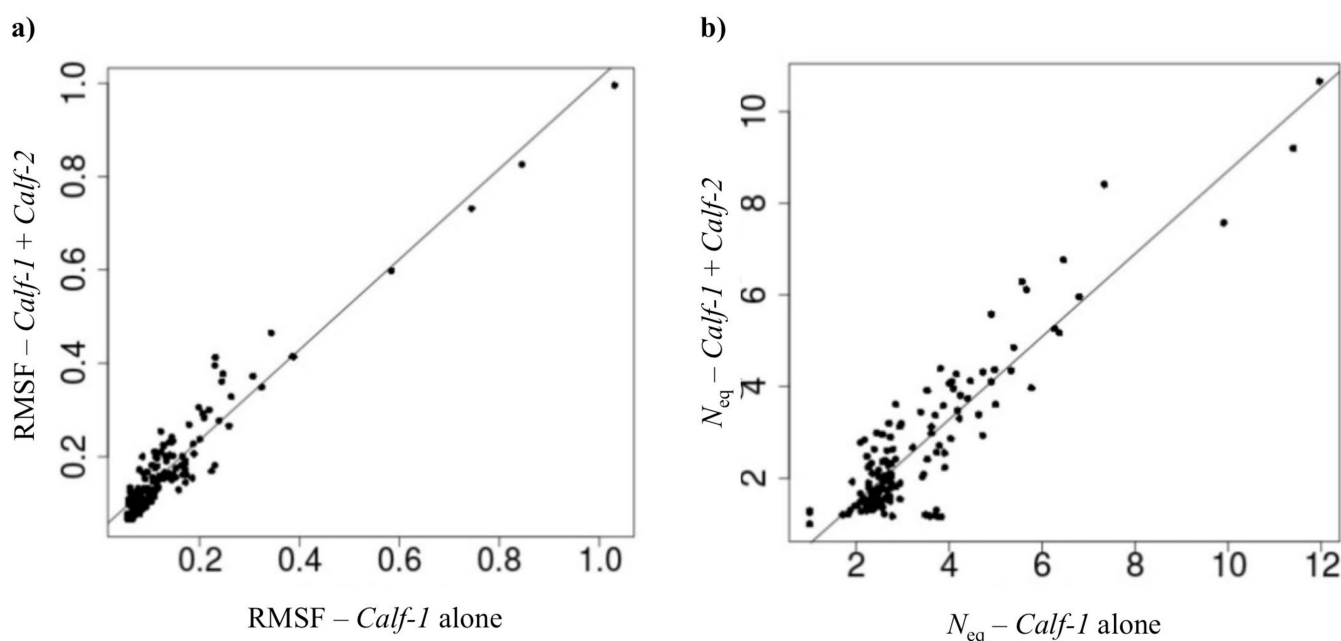 a)
RMSF – Calf-1 + Calf-2
1.0
0.8
0.6
0.4
0.2
0.2 0.4 0.6 0.8 1.0
RMSF – Calf-1 alone
b)
Neq – Calf-1 + Calf-2
10
8
6
4
2
2 4 6 8 10 12
Neq – Calf-1 alone